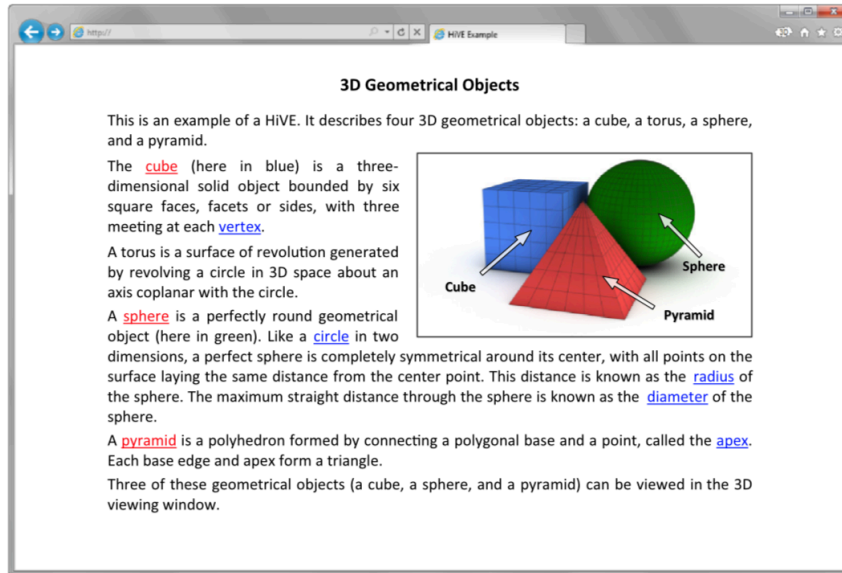 http://
HiVE Example
3D Geometrical Objects
This is an example of a HiVE. It describes four 3D geometrical objects: a cube, a torus, a sphere,
and a pyramid.
The cube (here in blue) is a three-
dimensional solid object bounded by six
square faces, facets or sides, with three
meeting at each vertex.
A torus is a surface of revolution generated
by revolving a circle in 3D space about an
axis coplanar with the circle.
A sphere is a perfectly round geometrical
object (here in green). Like a circle in two
Cube
Sphere
Pyramid
dimensions, a perfect sphere is completely symmetrical around its center, with all points on the
surface laying the same distance from the center point. This distance is known as the radius of
the sphere. The maximum straight distance through the sphere is known as the diameter of the
sphere.
A pyramid is a polyhedron formed by connecting a polygonal base and a point, called the apex.
Each base edge and apex form a triangle.
Three of these geometrical objects (a cube, a sphere, and a pyramid) can be viewed in the 3D
viewing window.